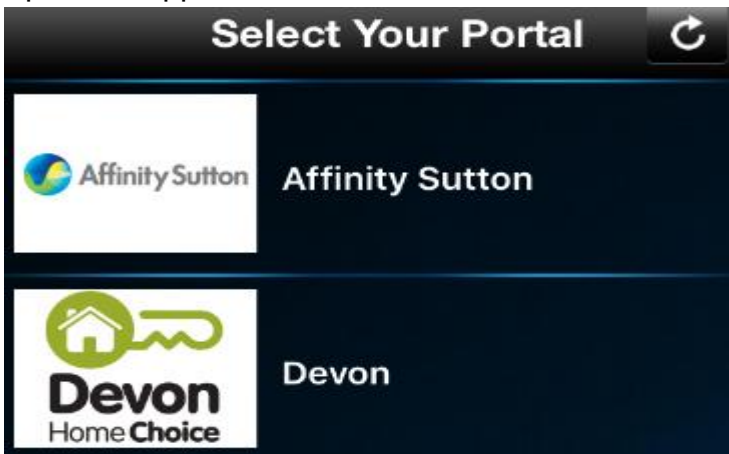 Select Your Portal
Affinity Sutton
Affinity Sutton
Devon
Home Choice
Devon